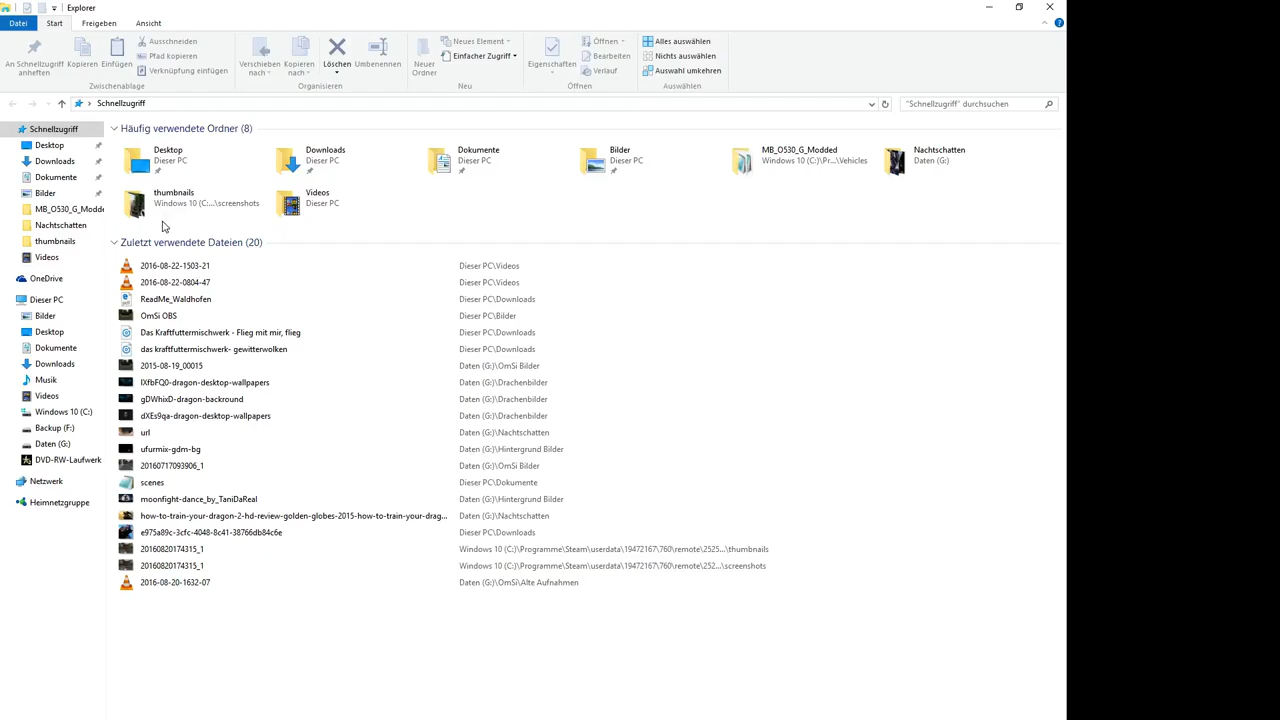 Explorer
Datei Start Freigeben Ansicht
An Schnellzugriff anheften
Kopieren
Einfügen
Ausschneiden
Pfad kopieren
Verknüpfung einfügen
Zwischenablage
Verschieben nach
Kopieren nach
Löschen
Umbenennen
Organisieren
Neuer Ordner
Neues Element
Einfacher Zugriff
Neu
Eigenschaften
Öffnen
Bearbeiten
Verlauf
Öffnen
Alles auswählen
Nichts auswählen
Auswahl umkehren
Auswählen
Schnellzugriff
"Schnellzugriff" durchsuchen
Schnellzugriff
Desktop
Downloads
Dokumente
Bilder
MB_O530_G_Modde
Nachtschatten
thumbnails
Videos
OneDrive
Dieser PC
Bilder
Desktop
Dokumente
Downloads
Musik
Videos
Windows 10 (C:)
Backup (F:)
Daten (G:)
DVD-RW-Laufwerk
Netzwerk
Heimnetzgruppe
Häufig verwendete Ordner (8)
Desktop
Dieser PC
Downloads
Dieser PC
Dokumente
Dieser PC
Bilder
Dieser PC
MB_O530_G_Modded
Windows 10 (C:)\Pr...\Vehicles
Nachtschatten
Daten (G:)
thumbnails
Windows 10 (C:...\screenshots
Videos
Dieser PC
Zuletzt verwendete Dateien (20)
2016-08-22-1503-21 Dieser PC\Videos
2016-08-22-0804-47 Dieser PC\Videos
ReadMe_Waldhofen Dieser PC\Downloads
OmSi OBS Dieser PC\Bilder
Das Kraftfuttermischwerk - Flieg mit mir, flieg Dieser PC\Downloads
das kraftfuttermischwerk- gewitterwolken Dieser PC\Downloads
2015-08-19_00015 Daten (G:)\OmSi Bilder
lXfbFQ0-dragon-desktop-wallpapers Daten (G:)\Drachenbilder
gDWhixD-dragon-backround Daten (G:)\Drachenbilder
dXEs9qa-dragon-desktop-wallpapers Daten (G:)\Drachenbilder
url Daten (G:)\Nachtschatten
ufurmix-gdm-bg Daten (G:)\Hintergrund Bilder
20160717093906_1 Daten (G:)\OmSi Bilder
scenes Dieser PC\Dokumente
moonfight-dance_by_TaniDaReal Daten (G:)\Hintergrund Bilder
how-to-train-your-dragon-2-hd-review-golden-globes-2015-how-to-train-your-drag... Daten (G:)\Nachtschatten
e975a89c-3cfc-4048-8c41-38766db84c6e Dieser PC\Downloads
20160820174315_1 Windows 10 (C:)\Programme\Steam\userdata\19472167\760\remote\2525...\thumbnails
20160820174315_1 Windows 10 (C:)\Programme\Steam\userdata\19472167\760\remote\252...\screenshots
2016-08-20-1632-07 Daten (G:)\OmSi\Alte Aufnahmen